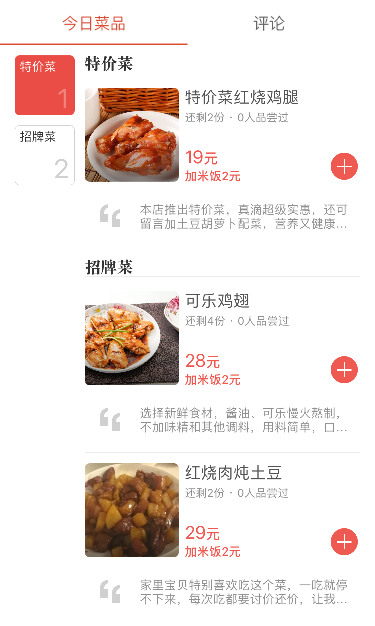 今日菜品
评论
特价菜
1
招牌菜
2
特价菜
特价菜红烧鸡腿
还剩2份 · 0人品尝过
19元
加米饭2元
本店推出特价菜，真滴超级实惠，还可
留言加土豆胡萝卜配菜，营养又健康...
招牌菜
可乐鸡翅
还剩4份 · 0人品尝过
28元
加米饭2元
选择新鲜食材，酱油、可乐慢火熬制，
不加味精和其他调料，用料简单，口...
红烧肉炖土豆
还剩2份 · 0人品尝过
29元
加米饭2元
家里宝贝特别喜欢吃这个菜，一吃就停
不下来，每次吃都要讨价还价，让我...